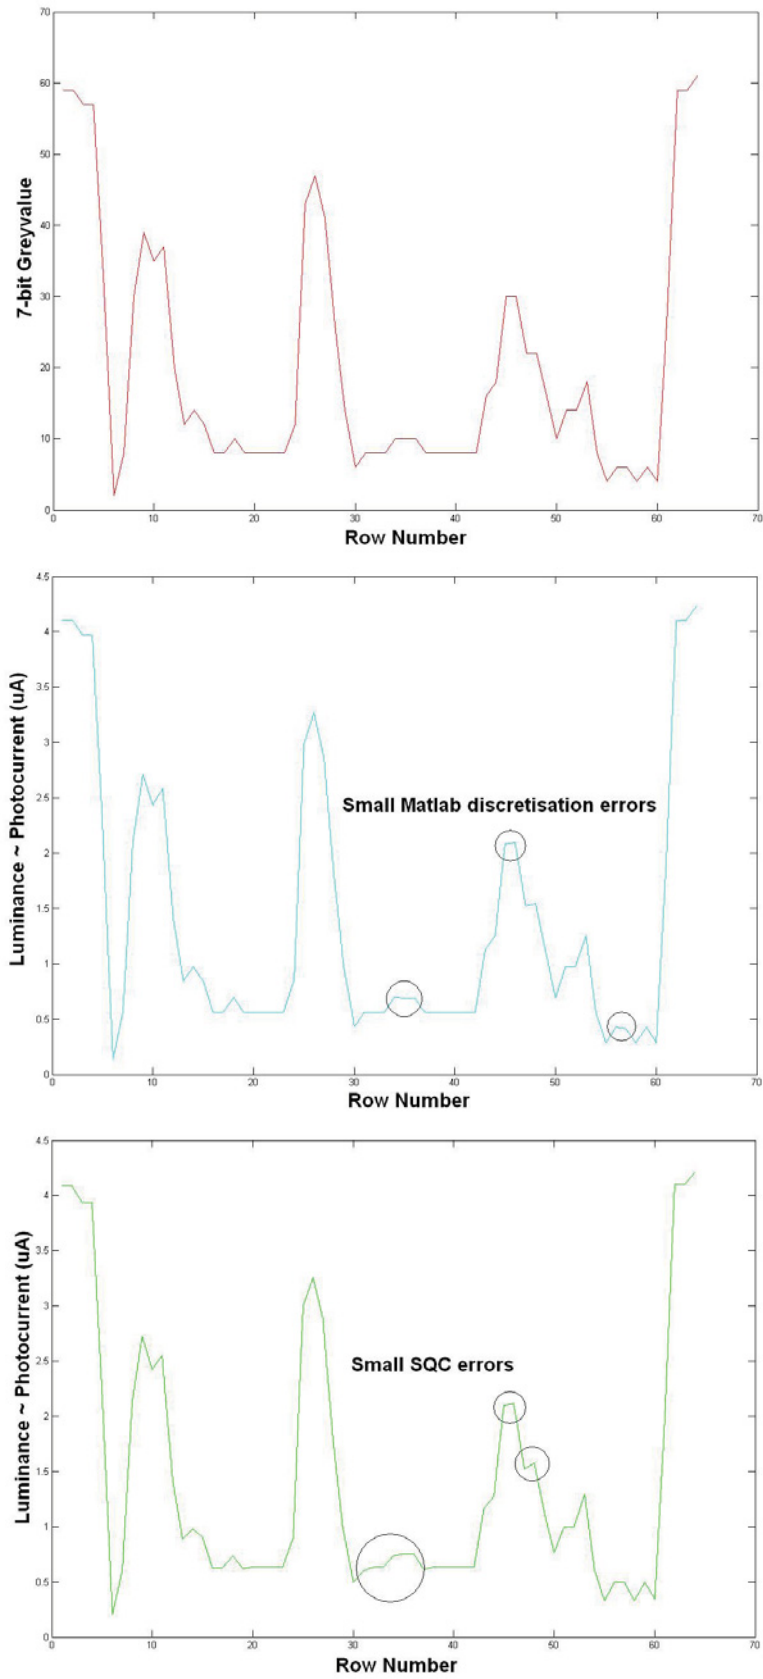 70
60
50
40
30
20
10
0
7-bit Greyvalue
0 10 20 30 40 50 60 70
Row Number
4.5
4
3.5
3
2.5
2
1.5
1
0.5
0
Luminance ~ Photocurrent (uA)
Small Matlab discretisation errors
0 10 20 30 40 50 60 70
Row Number
4.5
4
3.5
3
2.5
2
1.5
1
0.5
0
Luminance ~ Photocurrent (uA)
Small SQC errors
0 10 20 30 40 50 60 70
Row Number